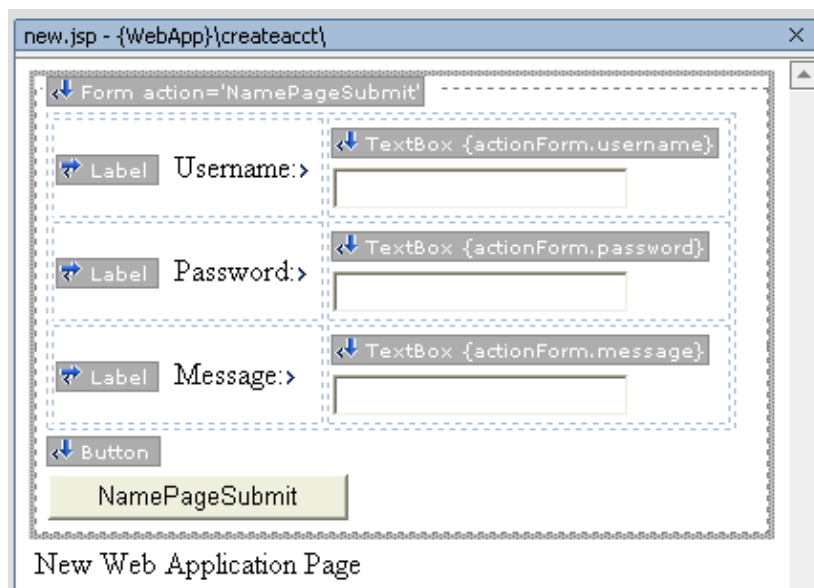 new.jsp - {WebApp}\createacct\
Form action='NamePageSubmit'
TextBox {actionForm.username}
Label Username:
TextBox {actionForm.password}
Label Password:
TextBox {actionForm.message}
Label Message:
Button
NamePageSubmit
New Web Application Page